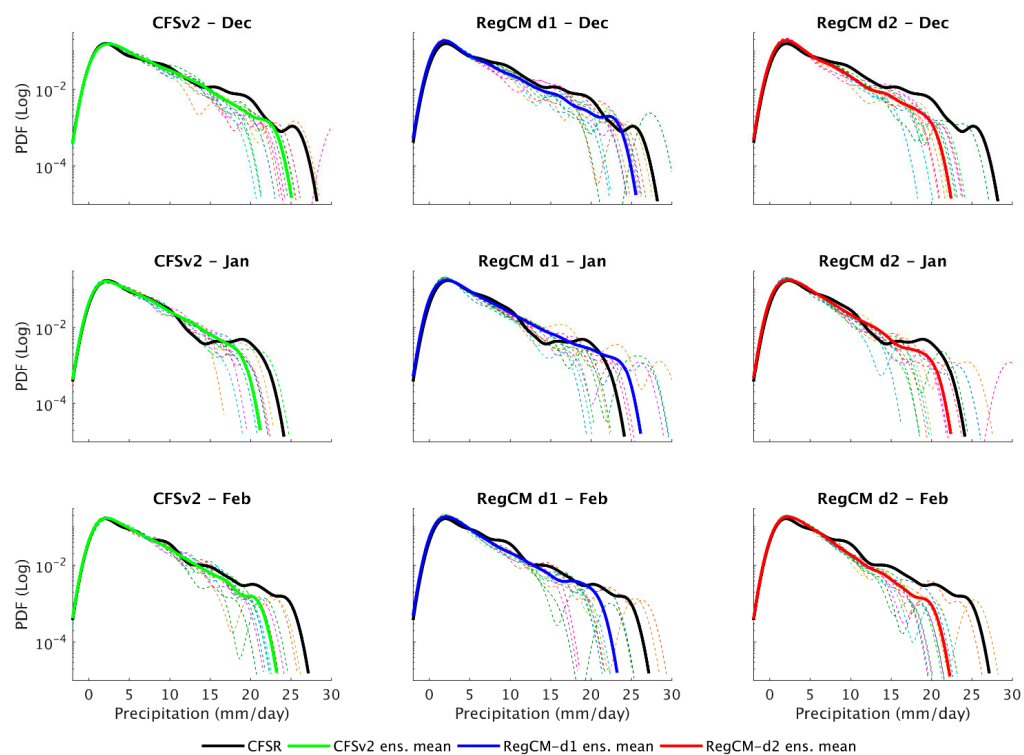 CFSv2 – Dec
RegCM d1 – Dec
RegCM d2 – Dec
PDF (Log)
10⁻²
10⁻⁴
CFSv2 – Jan
RegCM d1 – Jan
RegCM d2 – Jan
PDF (Log)
10⁻²
10⁻⁴
CFSv2 – Feb
RegCM d1 – Feb
RegCM d2 – Feb
PDF (Log)
10⁻²
10⁻⁴
0 5 10 15 20 25 30
0 5 10 15 20 25 30
0 5 10 15 20 25 30
Precipitation (mm/day)
Precipitation (mm/day)
Precipitation (mm/day)
CFSR CFSv2 ens. mean RegCM-d1 ens. mean RegCM-d2 ens. mean